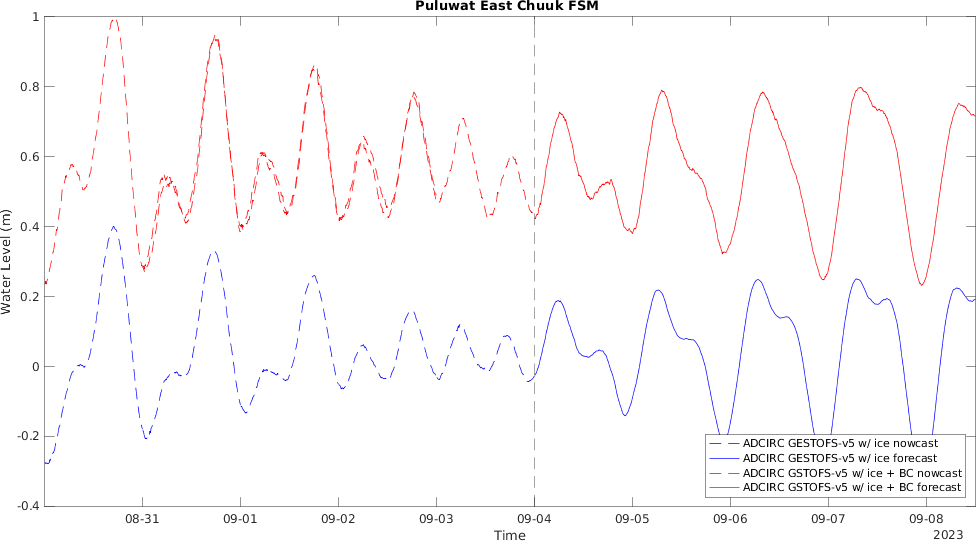 Puluwat East Chuuk FSM
Water Level (m)
1
0.8
0.6
0.4
0.2
0
-0.2
-0.4
ADCIRC GESTOFS-v5 w/ ice nowcast
ADCIRC GESTOFS-v5 w/ ice forecast
ADCIRC GSTOFS-v5 w/ ice + BC nowcast
ADCIRC GSTOFS-v5 w/ ice + BC forecast
08-31 09-01 09-02 09-03 09-04 09-05 09-06 09-07 09-08
Time
2023